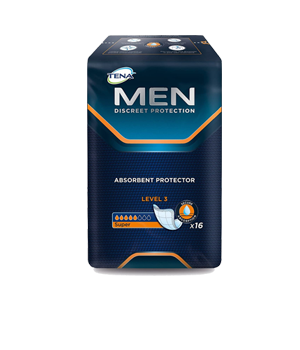 TENA
MEN
DISCREET PROTECTION
ABSORBENT PROTECTOR
LEVEL 3
Super
x16